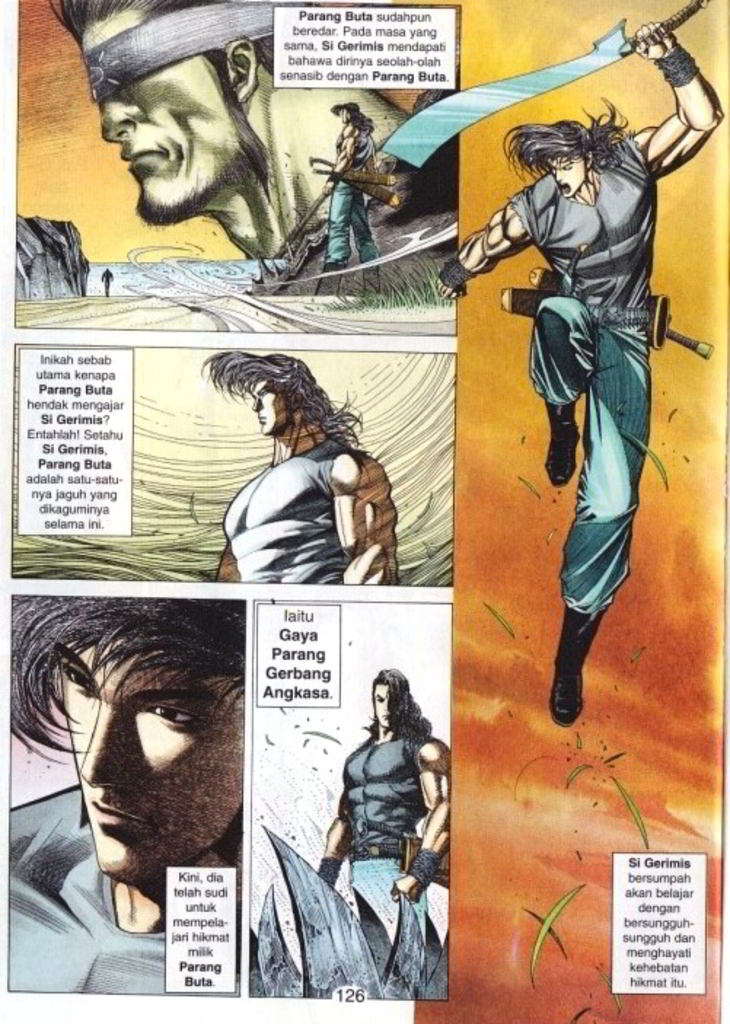 Parang Buta sudahpun
beredar. Pada masa yang
sama, Si Gerimis mendapati
bahawa dirinya seolah-olah
senasib dengan Parang Buta.
Inikah sebab
utama kenapa
Parang Buta
hendak mengajar
Si Gerimis?
Entahlah! Setahu
Si Gerimis,
Parang Buta
adalah satu-satu-
nya jaguh yang
dikaguminya
selama ini.
Kini, dia
telah sudi
untuk
mempela-
jari hikmat
milik
Parang
Buta.
Iaitu
Gaya
Parang
Gerbang
Angkasa.
Si Gerimis
bersumpah
akan belajar
dengan
bersungguh-
sungguh dan
menghayati
kehebatan
hikmat itu.
126